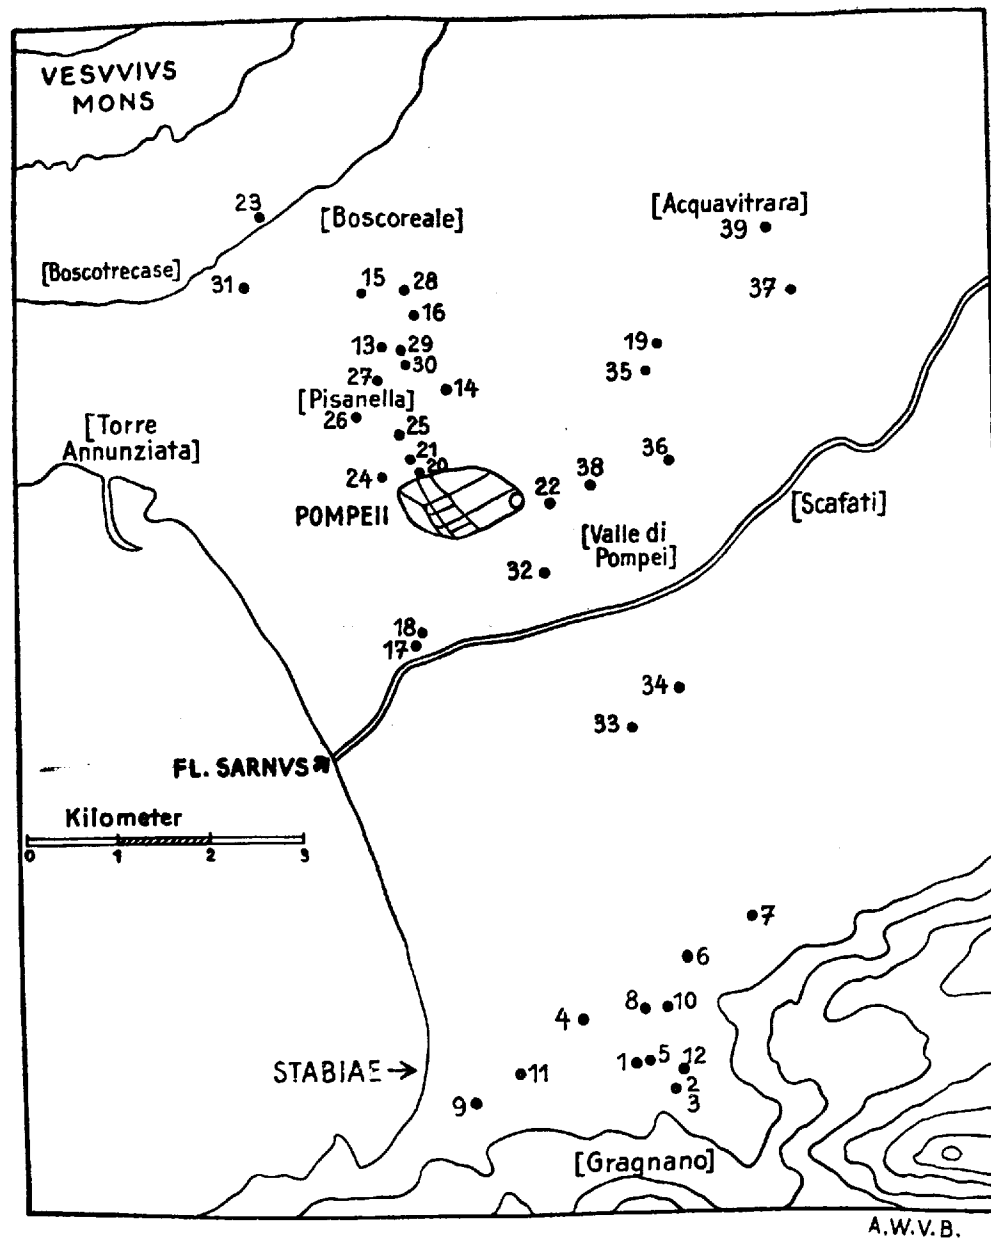 VESVVIVS
MONS
23
[Boscoreale]
[Acquavitrara]
39
[Boscotrecase]
31
15
28
37
16
13
29
19
30
35
27
14
[Pisanella]
26
[Torre
Annunziata]
25
21
36
20
24
38
22
POMPEII
[Scafati]
[Valle di
Pompei]
32
18
17
34
33
FL. SARNVS
Kilometer
0 1 2 3
7
6
8
10
4
1
5
12
STABIAE
11
2
9
3
[Gragnano]
A.W.V.B.